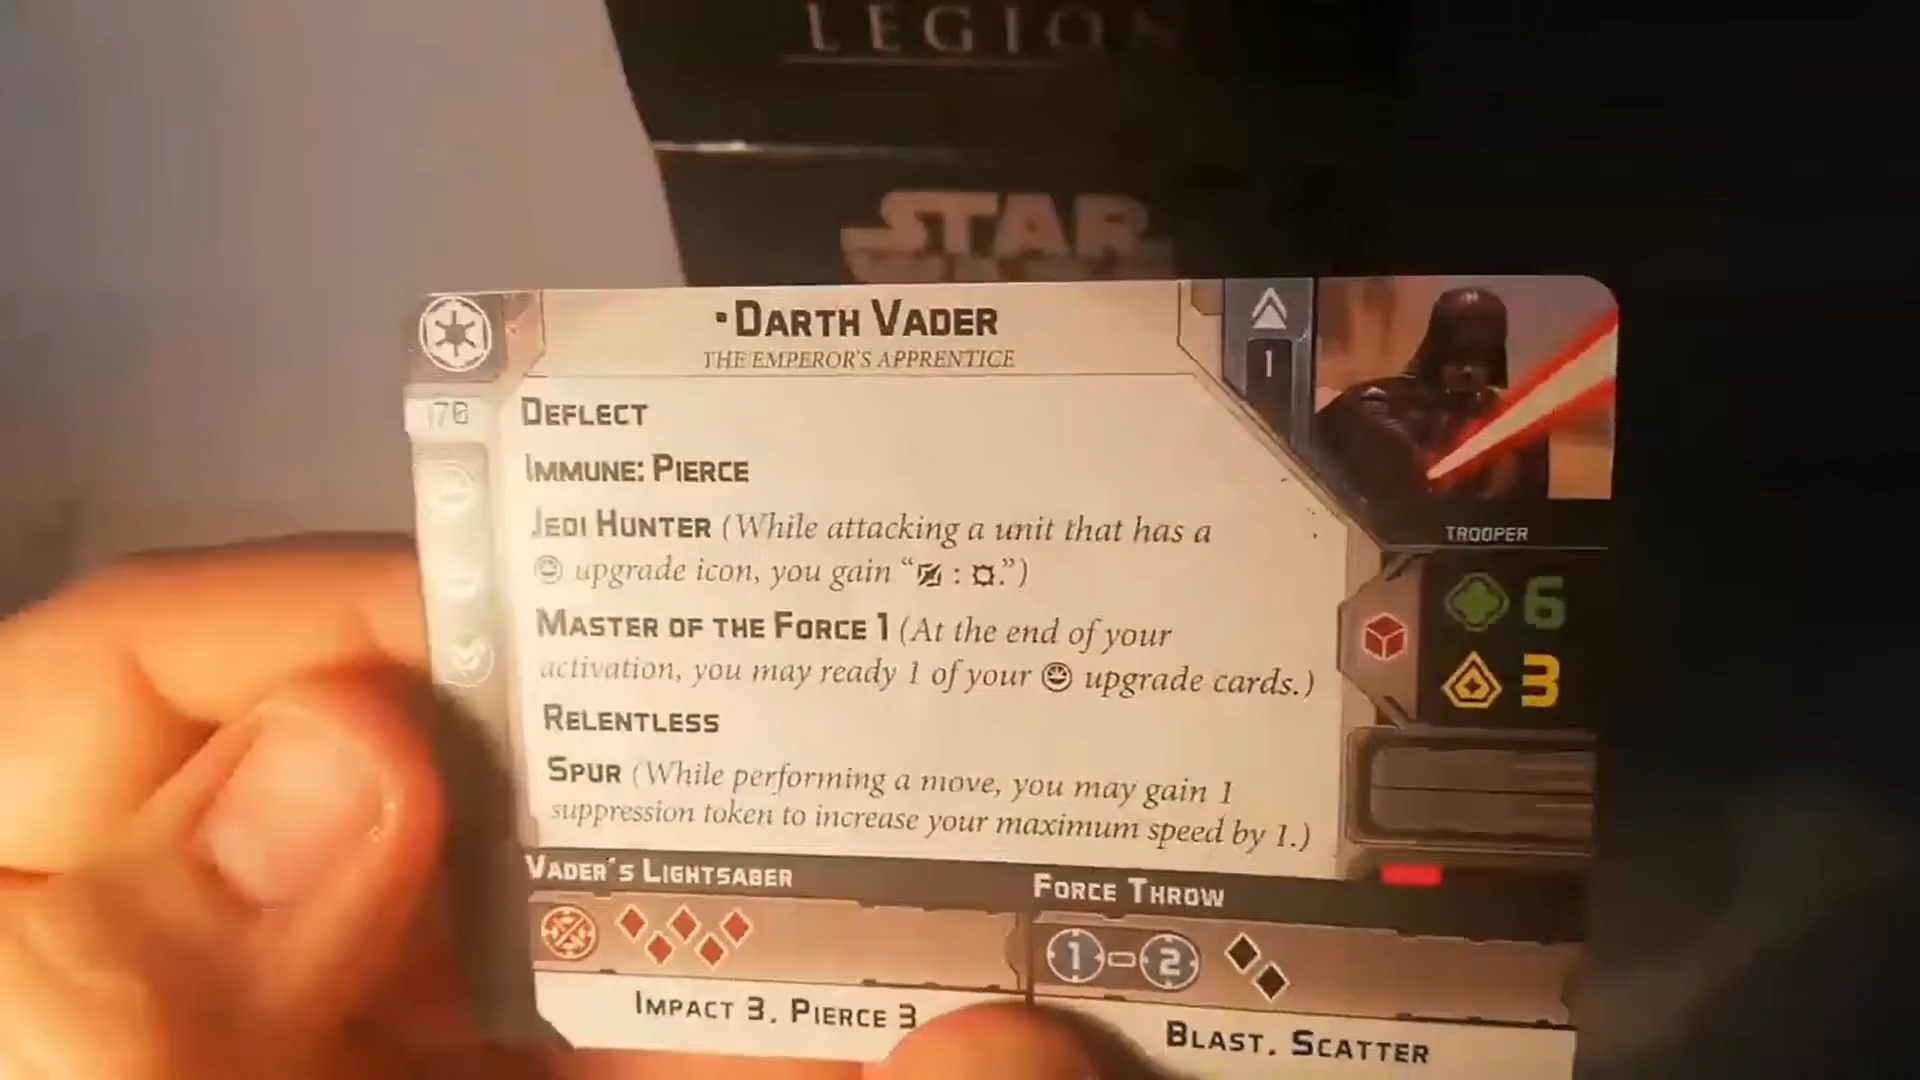 LEGION
STAR
WARS
▪DARTH VADER
THE EMPEROR'S APPRENTICE
1
170
DEFLECT
IMMUNE: PIERCE
JEDI HUNTER (While attacking a unit that has a
upgrade icon, you gain “ : .”)
MASTER OF THE FORCE 1 (At the end of your
activation, you may ready 1 of your upgrade cards.)
RELENTLESS
SPUR (While performing a move, you may gain 1
suppression token to increase your maximum speed by 1.)
TROOPER
6
3
VADER'S LIGHTSABER
IMPACT 3, PIERCE 3
FORCE THROW
1 – 2
BLAST, SCATTER